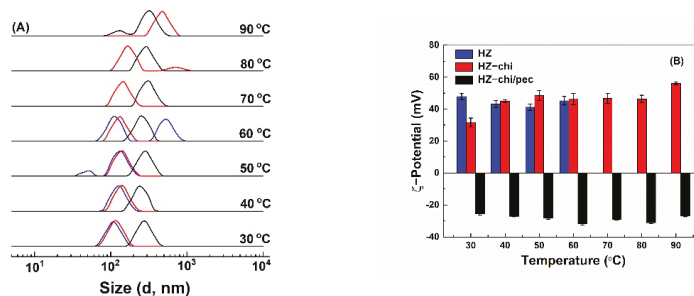 (A)
90 °C
80 °C
70 °C
60 °C
50 °C
40 °C
30 °C
10¹ 10² 10³ 10⁴
Size (d, nm)
(B)
HZ
HZ-chi
HZ-chi/pec
80
60
40
20
0
-20
-40
ζ-Potential (mV)
30 40 50 60 70 80 90
Temperature (°C)